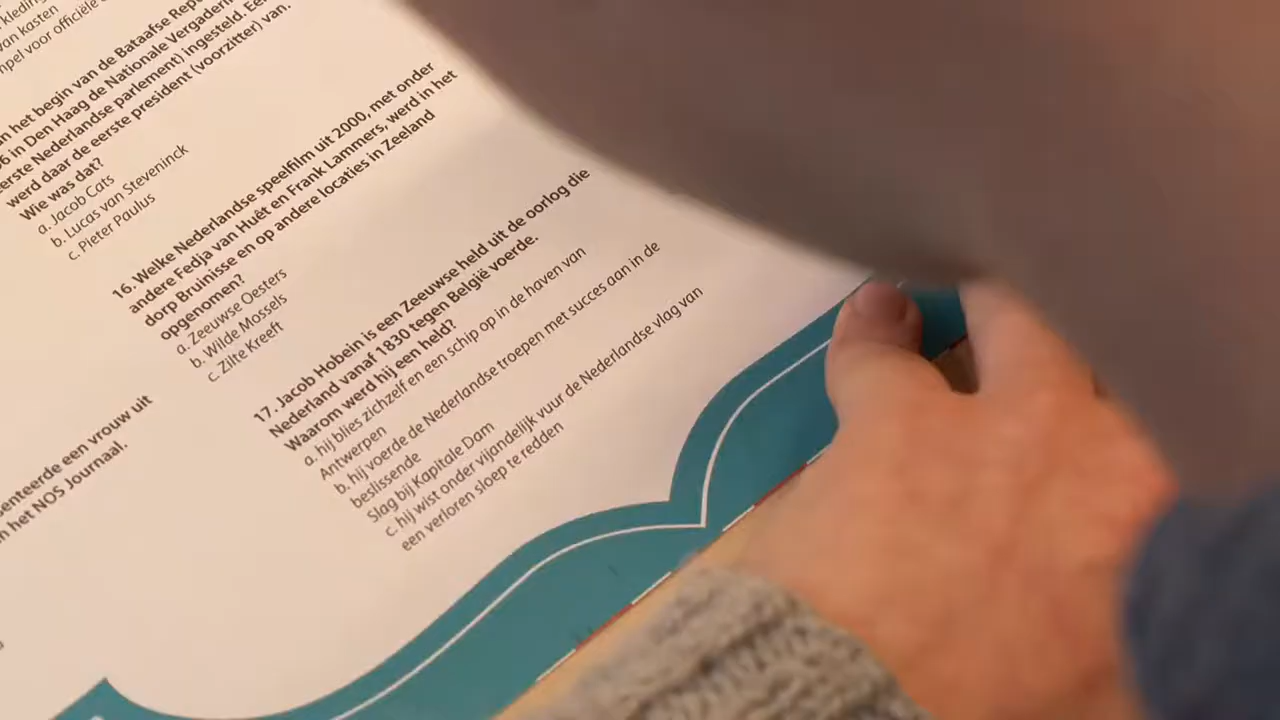 kleding
van kasten
mpel voor officiële
n het begin van de Bataafse Rep
6 in Den Haag de Nationale Vergaderin
erste Nederlandse parlement) ingesteld. Ee
werd daar de eerste president (voorzitter) van.
Wie was dat?
a. Jacob Cats
b. Lucas van Steveninck
c. Pieter Paulus
16. Welke Nederlandse speelfilm uit 2000, met onder
andere Fedja van Huêt en Frank Lammers, werd in het
dorp Bruinisse en op andere locaties in Zeeland
opgenomen?
a. Zeeuwse Oesters
b. Wilde Mossels
c. Zilte Kreeft
17. Jacob Hobein is een Zeeuwse held uit de oorlog die
Nederland vanaf 1830 tegen België voerde.
Waarom werd hij een held?
a. hij blies zichzelf en een schip op in de haven van
Antwerpen
b. hij voerde de Nederlandse troepen met succes aan in de
beslissende
Slag bij Kapitale Dam
c. hij wist onder vijandelijk vuur de Nederlandse vlag van
een verloren sloep te redden
enteerde een vrouw uit
n het NOS Journaal.